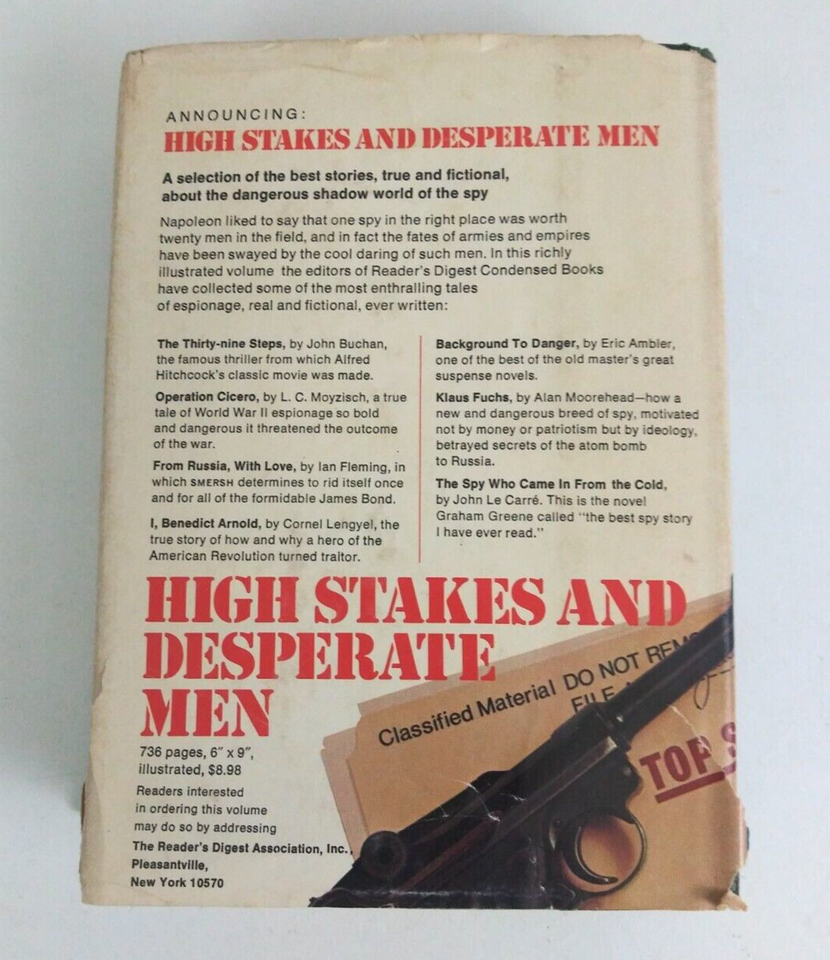 ANNOUNCING:
HIGH STAKES AND DESPERATE MEN
A selection of the best stories, true and fictional,
about the dangerous shadow world of the spy
Napoleon liked to say that one spy in the right place was worth
twenty men in the field, and in fact the fates of armies and empires
have been swayed by the cool daring of such men. In this richly
illustrated volume the editors of Reader's Digest Condensed Books
have collected some of the most enthralling tales
of espionage, real and fictional, ever written:
The Thirty-nine Steps, by John Buchan,
the famous thriller from which Alfred
Hitchcock's classic movie was made.
Operation Cicero, by L. C. Moyzisch, a true
tale of World War II espionage so bold
and dangerous it threatened the outcome
of the war.
From Russia, With Love, by Ian Fleming, in
which SMERSH determines to rid itself once
and for all of the formidable James Bond.
I, Benedict Arnold, by Cornel Lengyel, the
true story of how and why a hero of the
American Revolution turned traitor.
Background To Danger, by Eric Ambler,
one of the best of the old master's great
suspense novels.
Klaus Fuchs, by Alan Moorehead—how a
new and dangerous breed of spy, motivated
not by money or patriotism but by ideology,
betrayed secrets of the atom bomb
to Russia.
The Spy Who Came In From the Cold,
by John Le Carré. This is the novel
Graham Greene called "the best spy story
I have ever read."
HIGH STAKES AND
DESPERATE
MEN
736 pages, 6" x 9",
illustrated, $8.98
Readers interested
in ordering this volume
may do so by addressing
The Reader's Digest Association, Inc.,
Pleasantville,
New York 10570
Classified Material DO NOT REMO
FILE
TOP S